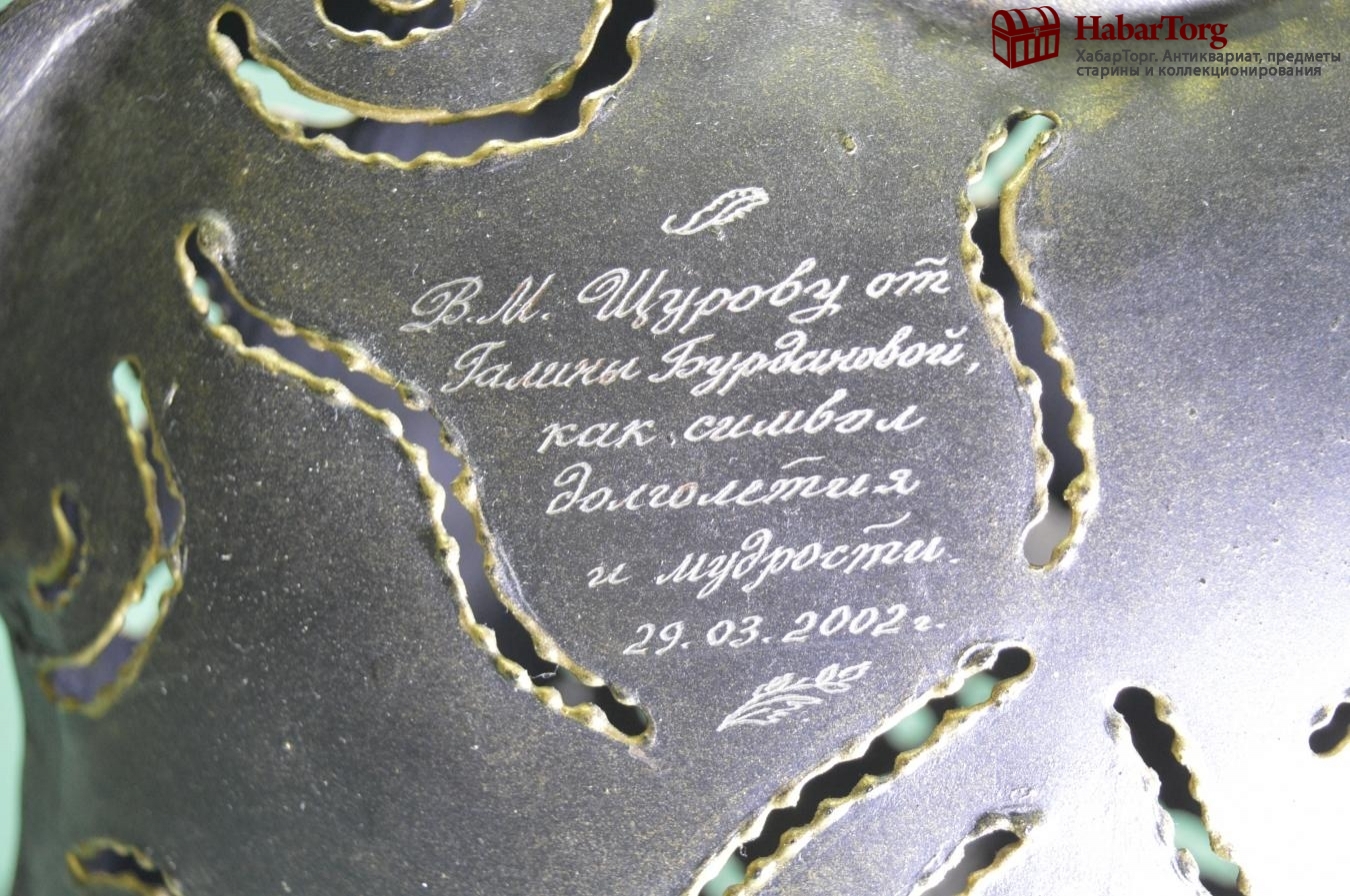 HabarTorg
ХабарТорг. Антиквариат, предметы
старины и коллекционирования
В.М. Щурову от
Галины Бурдановой,
как символ
долголетия
и мудрости.
29.03.2002г.